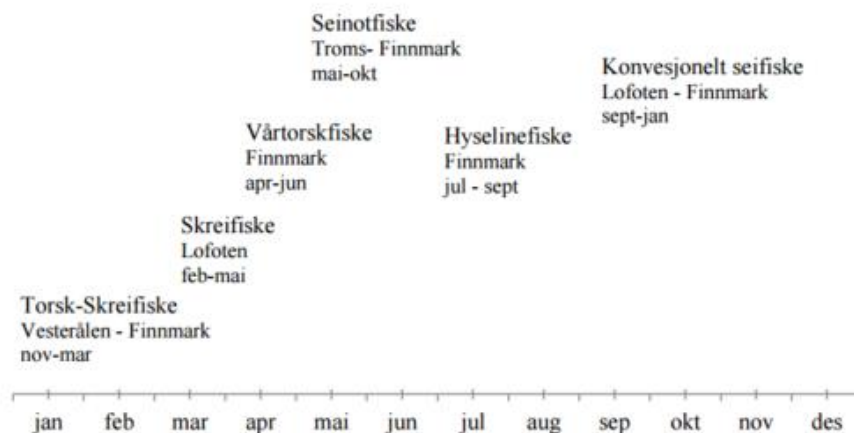 Seinotfiske
Troms- Finnmark
mai-okt
Konvesjonelt seifiske
Lofoten - Finnmark
sept-jan
Vårtorskfiske
Finnmark
apr-jun
Hyselinefiske
Finnmark
jul - sept
Skreifiske
Lofoten
feb-mai
Torsk-Skreifiske
Vesterålen - Finnmark
nov-mar
jan feb mar apr mai jun jul aug sep okt nov des